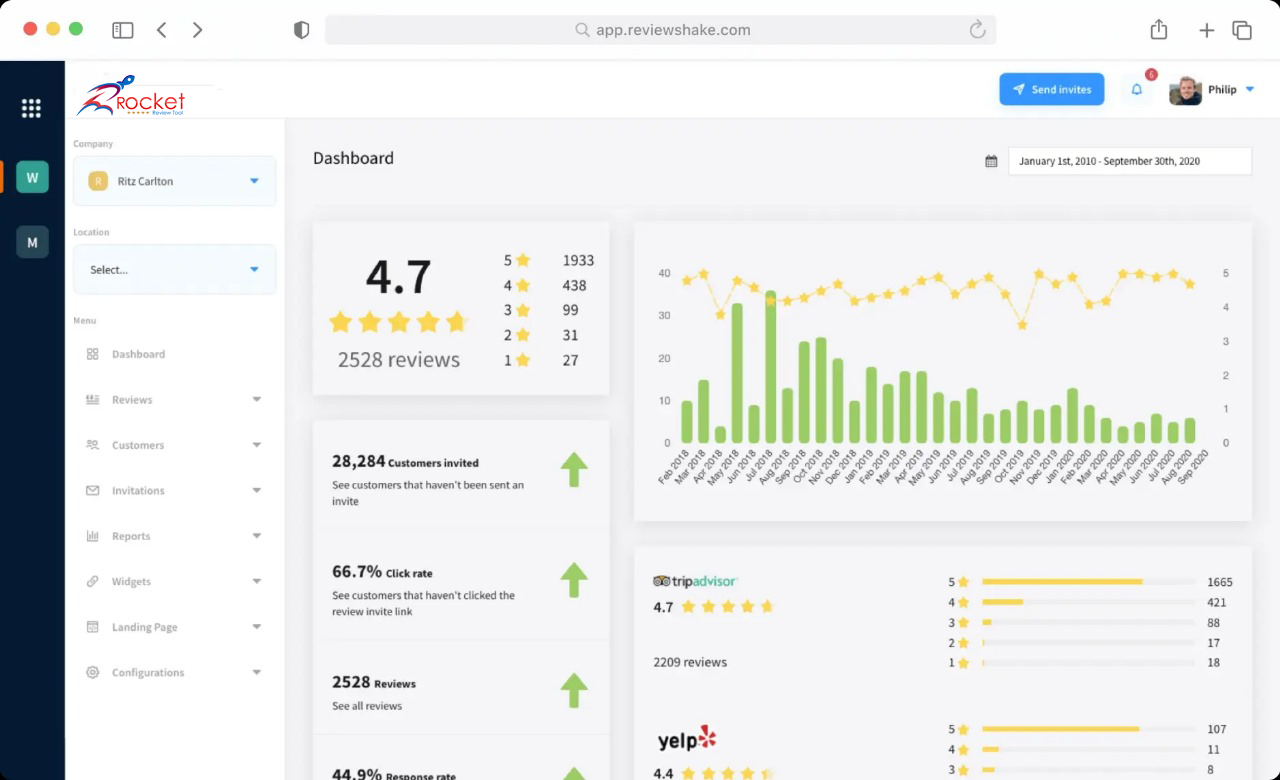 app.reviewshake.com
Rocket
Review Tool
Send invites
6
Philip
W
M
Company
R Ritz Carlton
Location
Select...
Menu
Dashboard
Reviews
Customers
Invitations
Reports
Widgets
Landing Page
Configurations
Dashboard
January 1st, 2010 - September 30th, 2020
4.7
2528 reviews
5 1933
4 438
3 99
2 31
1 27
28,284 Customers invited
See customers that haven't been sent an
invite
66.7% Click rate
See customers that haven't clicked the
review invite link
2528 Reviews
See all reviews
44.9% Response rate
40
30
20
10
0
5
4
3
2
1
0
Feb 2018
Mar 2018
Apr 2018
May 2018
Jun 2018
Jul 2018
Aug 2018
Sep 2018
Oct 2018
Nov 2018
Dec 2018
Jan 2019
Feb 2019
Mar 2019
Apr 2019
May 2019
Jun 2019
Jul 2019
Aug 2019
Sep 2019
Oct 2019
Nov 2019
Dec 2019
Jan 2020
Feb 2020
Mar 2020
Apr 2020
May 2020
Jun 2020
Jul 2020
Aug 2020
Sep 2020
tripadvisor
4.7
2209 reviews
5 1665
4 421
3 88
2 17
1 18
yelp
4.4
5 107
4 11
3 8